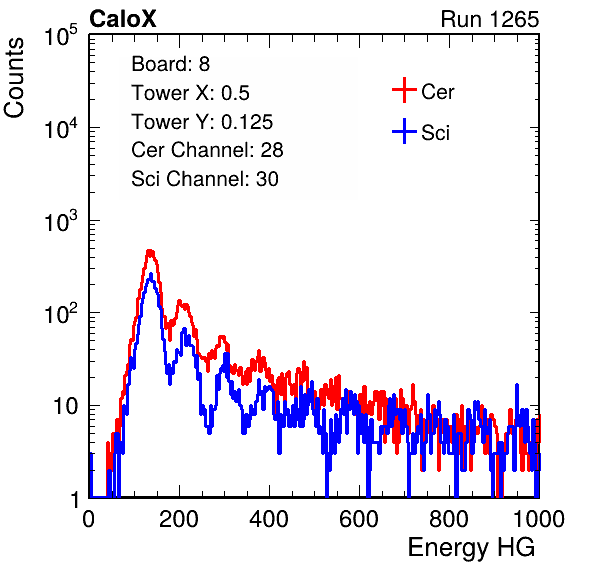 CaloX Run 1265
Counts
Board: 8
Tower X: 0.5
Tower Y: 0.125
Cer Channel: 28
Sci Channel: 30
Cer
Sci
10^5
10^4
10^3
10^2
10
1
0 200 400 600 800 1000
Energy HG